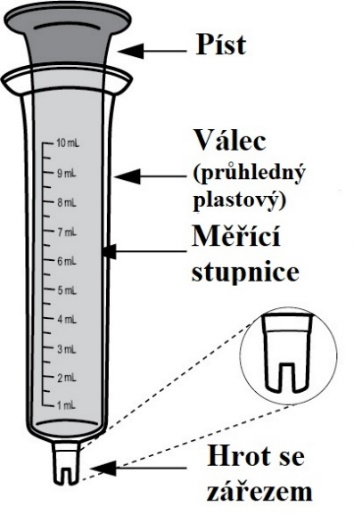 Píst
Válec
(průhledný
plastový)
Měřící
stupnice
10 mL
9 mL
8 mL
7 mL
6 mL
5 mL
4 mL
3 mL
2 mL
1 mL
Hrot se
zářezem